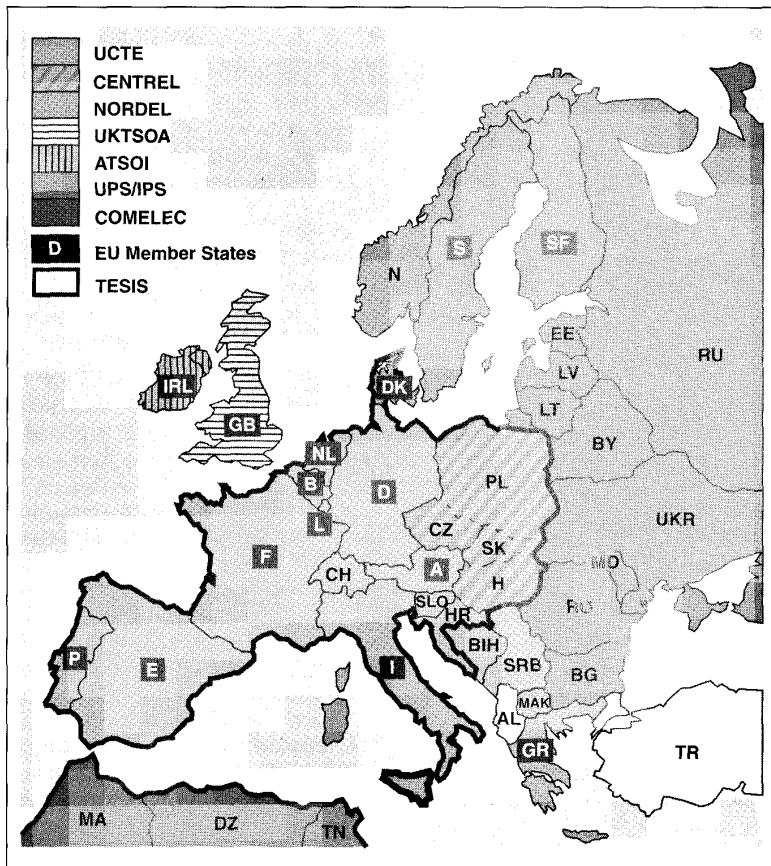 UCTE
CENTREL
NORDEL
UKTSOA
ATSOI
UPS/IPS
COMELEC
D EU Member States
TESIS
N
S
SF
RU
EE
LV
LT
BY
IRL
GB
DK
NL
B
D
PL
L
CZ
UKR
F
SK
CH
A
H
MO
SLO
HR
RO
BIH
P
E
I
SRB
BG
MAK
AL
GR
TR
MA
DZ
TN